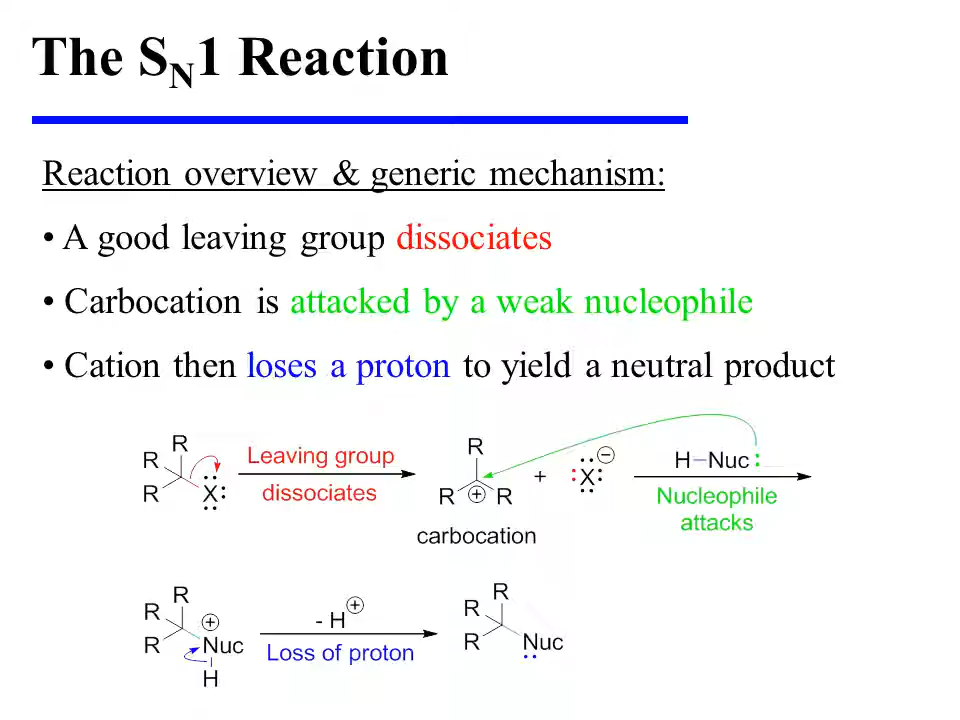 The SN1 Reaction
Reaction overview & generic mechanism:
• A good leaving group dissociates
• Carbocation is attacked by a weak nucleophile
• Cation then loses a proton to yield a neutral product
R
R
R
X
Leaving group
dissociates
R
R
+
R
carbocation
+
X
−
H–Nuc:
Nucleophile
attacks
R
R
R
+
Nuc
H
- H+
Loss of proton
R
R
R
Nuc